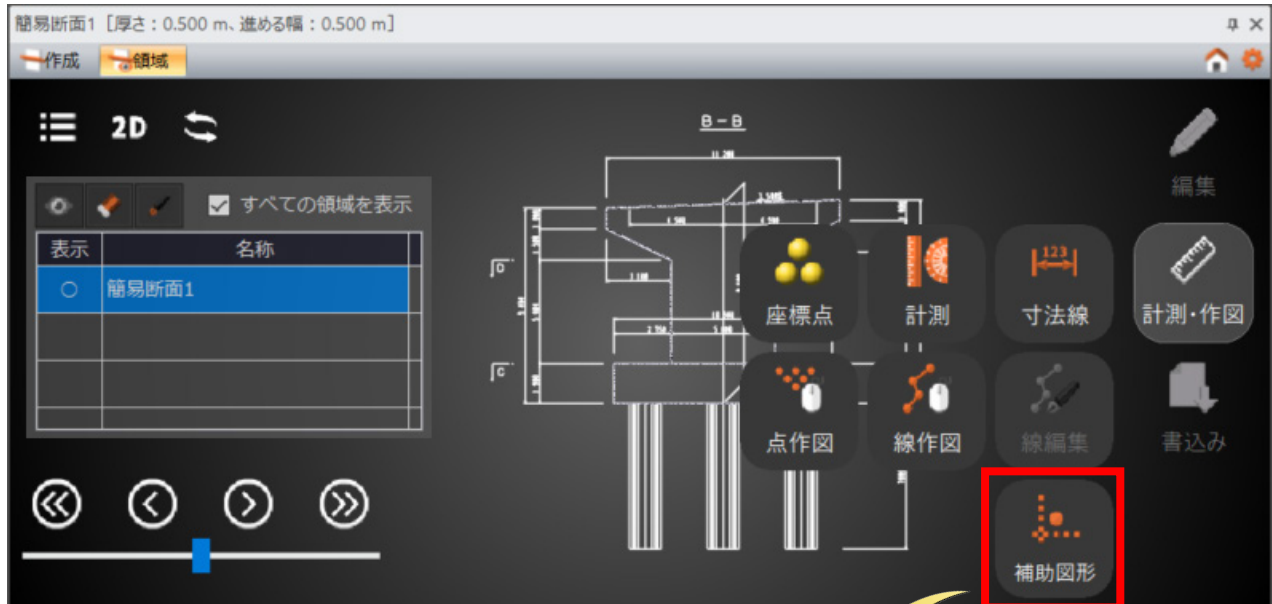 簡易断面1 [厚さ：0.500 m、進める幅：0.500 m]
作成 領域
2D
B－B
編集
すべての領域を表示
表示 名称
○ 簡易断面1
D
座標点 計測 123 寸法線 計測・作図
C
点作図 線作図 線編集 書込み
補助図形